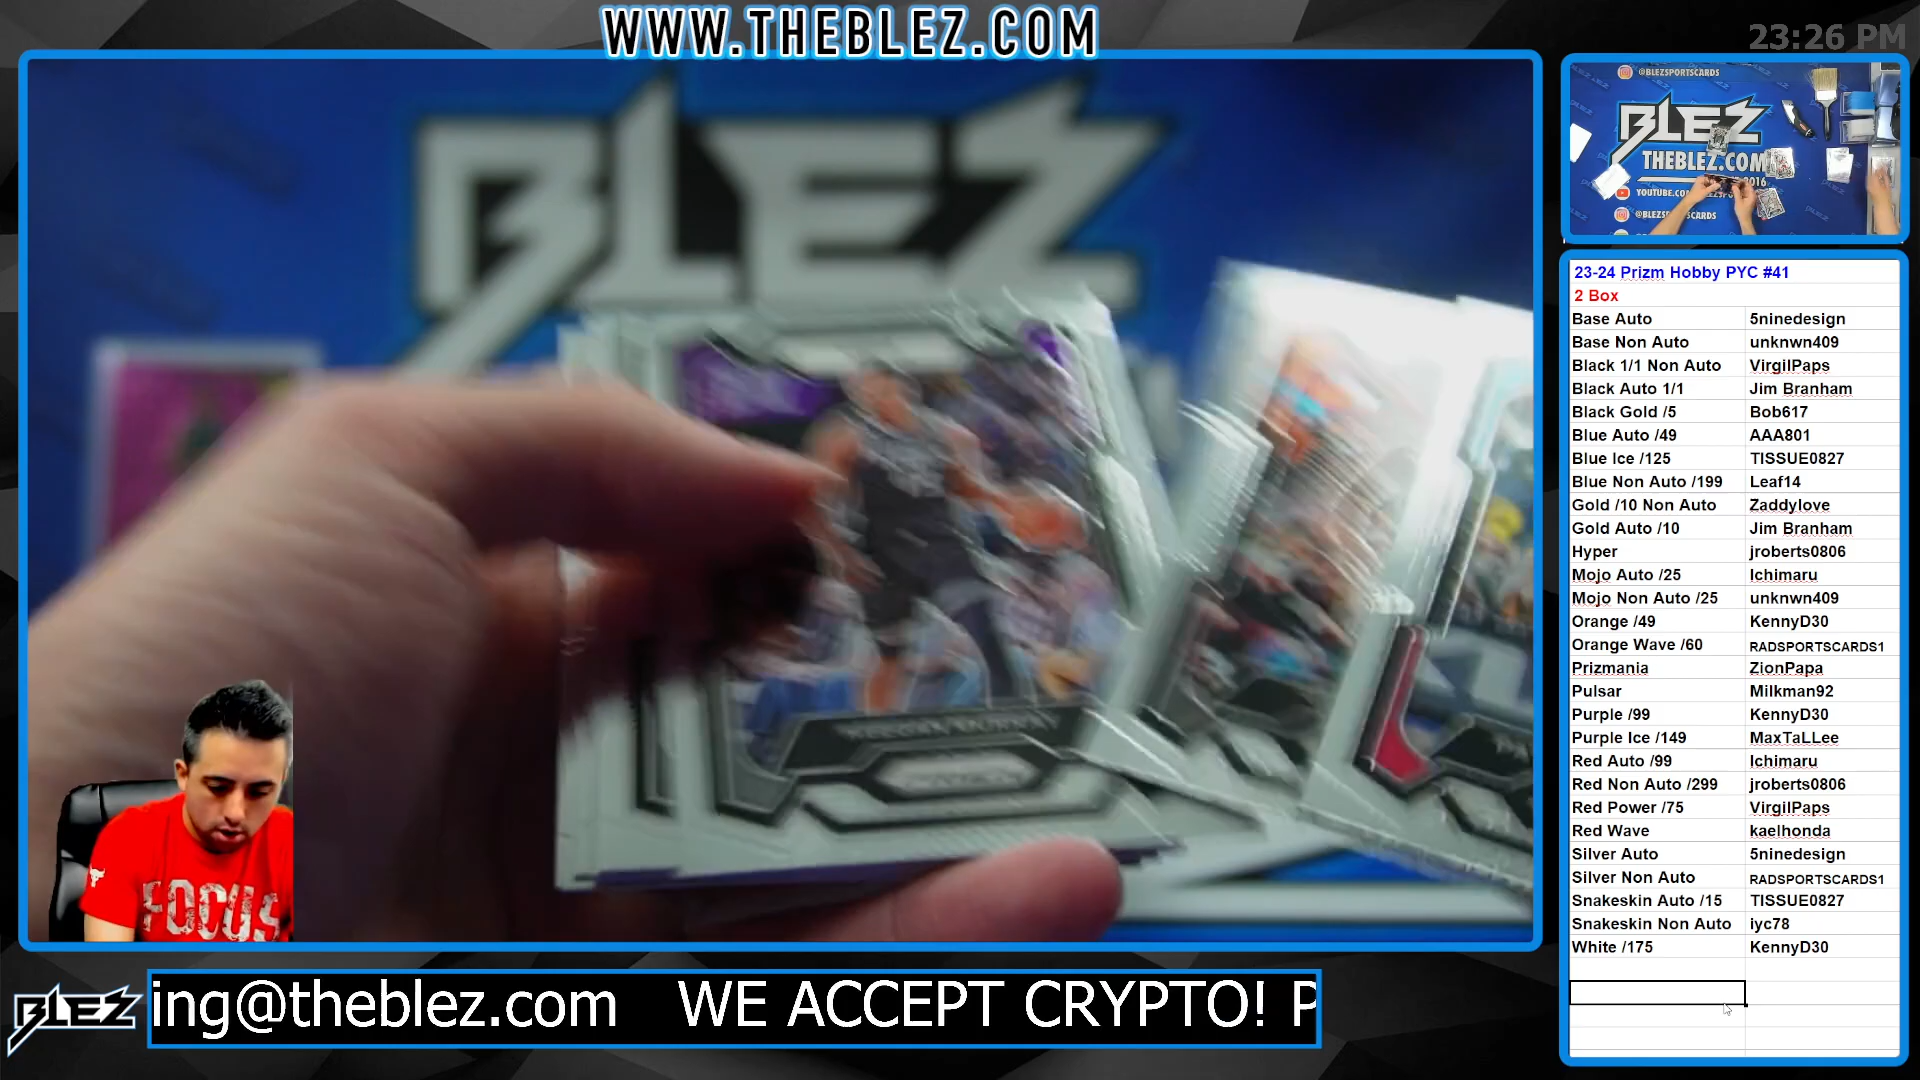 WWW.THEBLEZ.COM
23:26 PM
BLEZ
@BLEZSPORTSCARDS
BLEZ
THEBLEZ.COM
2016
@BLEZSPORTSCARDS
23-24 Prizm Hobby PYC #41
2 Box
Base Auto 5ninedesign
Base Non Auto unknwn409
Black 1/1 Non Auto VirgilPaps
Black Auto 1/1 Jim Branham
Black Gold /5 Bob617
Blue Auto /49 AAA801
Blue Ice /125 TISSUE0827
Blue Non Auto /199 Leaf14
Gold /10 Non Auto Zaddylove
Gold Auto /10 Jim Branham
Hyper jroberts0806
Mojo Auto /25 Ichimaru
Mojo Non Auto /25 unknwn409
Orange /49 KennyD30
Orange Wave /60 RADSPORTSCARDS1
Prizmania ZionPapa
Pulsar Milkman92
Purple /99 KennyD30
Purple Ice /149 MaxTaLLee
Red Auto /99 Ichimaru
Red Non Auto /299 jroberts0806
Red Power /75 VirgilPaps
Red Wave kaelhonda
Silver Auto 5ninedesign
Silver Non Auto RADSPORTSCARDS1
Snakeskin Auto /15 TISSUE0827
Snakeskin Non Auto iyc78
White /175 KennyD30
KEEGAN MURRAY
FOCUS
BLEZ
ing@theblez.com WE ACCEPT CRYPTO! P